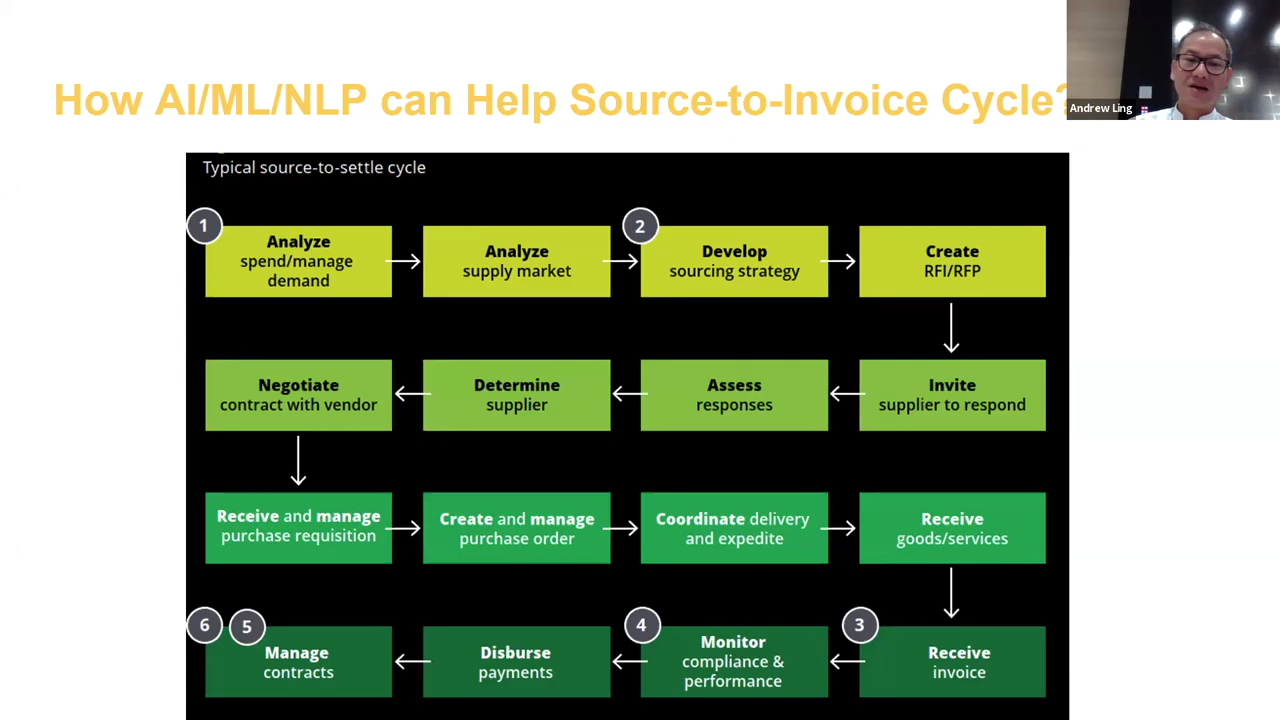 How AI/ML/NLP can Help Source-to-Invoice Cycle?
Andrew Ling
Typical source-to-settle cycle
1
Analyze
spend/manage
demand
Analyze
supply market
2
Develop
sourcing strategy
Create
RFI/RFP
Negotiate
contract with vendor
Determine
supplier
Assess
responses
Invite
supplier to respond
Receive and manage
purchase requisition
Create and manage
purchase order
Coordinate delivery
and expedite
Receive
goods/services
6
5
Manage
contracts
Disburse
payments
4
Monitor
compliance &
performance
3
Receive
invoice